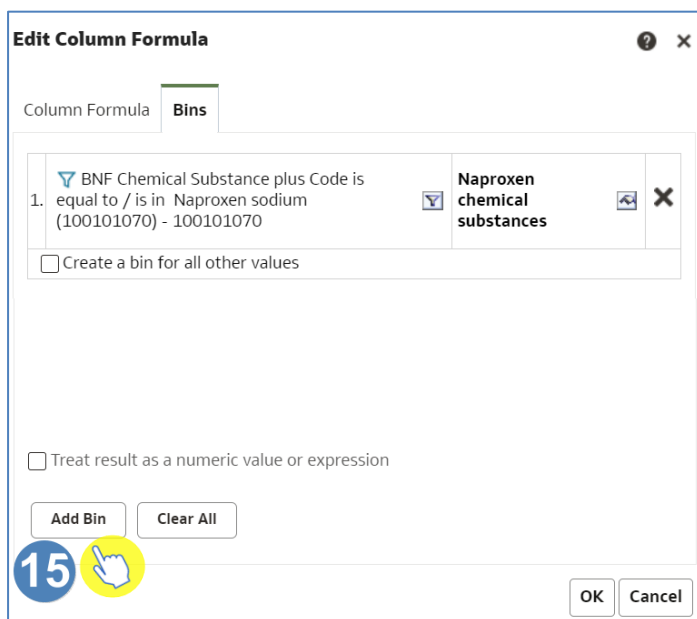 Edit Column Formula
Column Formula Bins
1. BNF Chemical Substance plus Code is
equal to / is in Naproxen sodium
(100101070) - 100101070
Naproxen
chemical
substances
Create a bin for all other values
Treat result as a numeric value or expression
Add Bin Clear All
15
OK Cancel